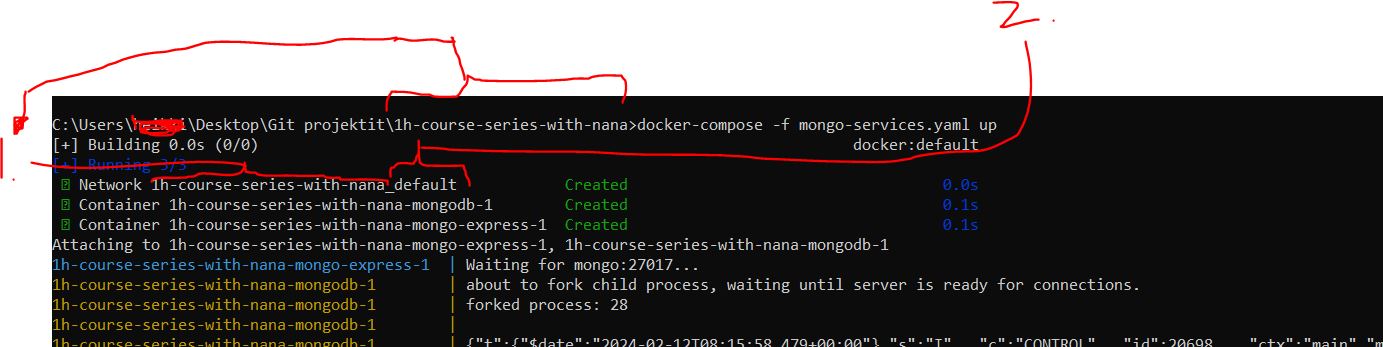 2.
1.
C:\Users\ \Desktop\Git projektit\1h-course-series-with-nana>docker-compose -f mongo-services.yaml up
[+] Building 0.0s (0/0) docker:default
[+] Running 3/3
Network 1h-course-series-with-nana_default Created 0.0s
Container 1h-course-series-with-nana-mongodb-1 Created 0.1s
Container 1h-course-series-with-nana-mongo-express-1 Created 0.1s
Attaching to 1h-course-series-with-nana-mongo-express-1, 1h-course-series-with-nana-mongodb-1
1h-course-series-with-nana-mongo-express-1 | Waiting for mongo:27017...
1h-course-series-with-nana-mongodb-1 | about to fork child process, waiting until server is ready for connections.
1h-course-series-with-nana-mongodb-1 | forked process: 28
1h-course-series-with-nana-mongodb-1 |
1h-course-series-with-nana-mongodb-1 | {"t":{"$date":"2024-02-12T08:15:58.479+00:00"},"s":"I", "c":"CONTROL", "id":20698, "ctx":"main","m